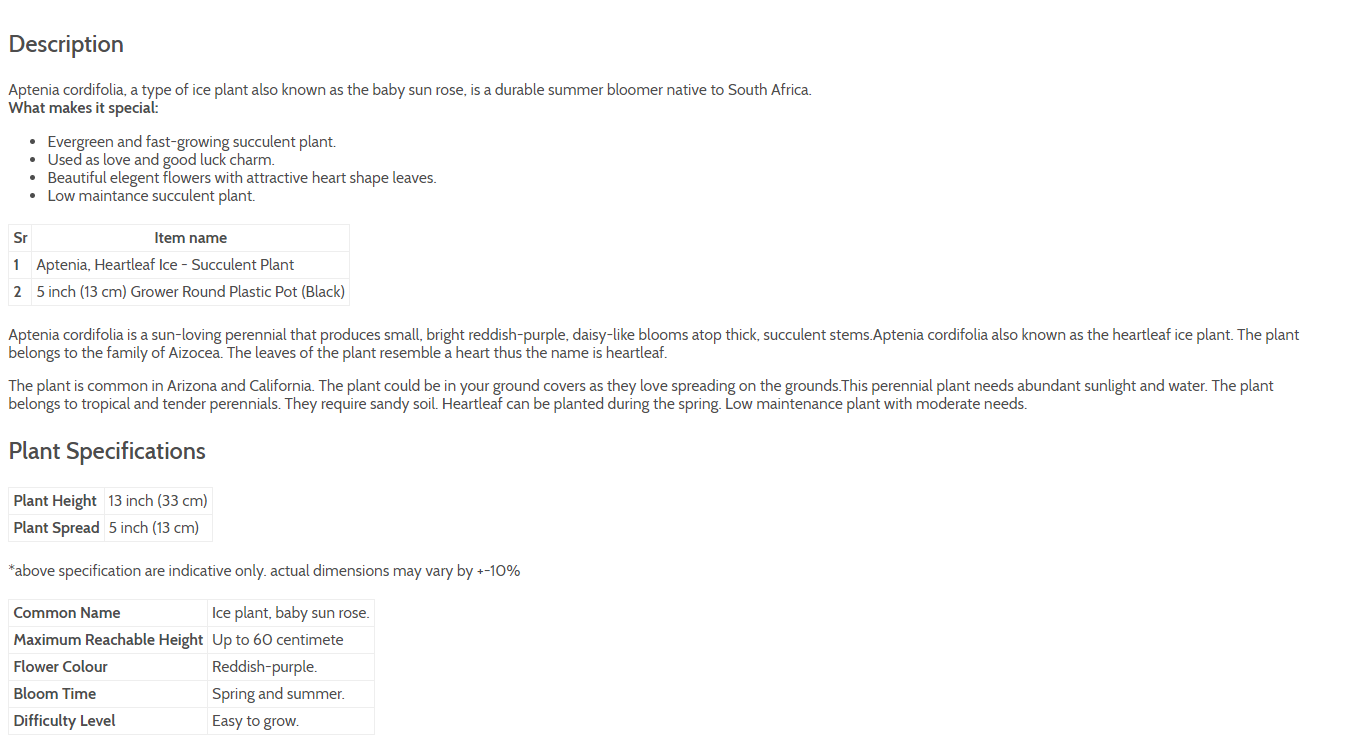 Description
Aptenia cordifolia, a type of ice plant also known as the baby sun rose, is a durable summer bloomer native to South Africa.
What makes it special:
• Evergreen and fast-growing succulent plant.
• Used as love and good luck charm.
• Beautiful elegent flowers with attractive heart shape leaves.
• Low maintance succulent plant.
Sr Item name
1 Aptenia, Heartleaf Ice - Succulent Plant
2 5 inch (13 cm) Grower Round Plastic Pot (Black)
Aptenia cordifolia is a sun-loving perennial that produces small, bright reddish-purple, daisy-like blooms atop thick, succulent stems.Aptenia cordifolia also known as the heartleaf ice plant. The plant
belongs to the family of Aizocea. The leaves of the plant resemble a heart thus the name is heartleaf.
The plant is common in Arizona and California. The plant could be in your ground covers as they love spreading on the grounds.This perennial plant needs abundant sunlight and water. The plant
belongs to tropical and tender perennials. They require sandy soil. Heartleaf can be planted during the spring. Low maintenance plant with moderate needs.
Plant Specifications
Plant Height 13 inch (33 cm)
Plant Spread 5 inch (13 cm)
*above specification are indicative only. actual dimensions may vary by +-10%
Common Name Ice plant, baby sun rose.
Maximum Reachable Height Up to 60 centimete
Flower Colour Reddish-purple.
Bloom Time Spring and summer.
Difficulty Level Easy to grow.